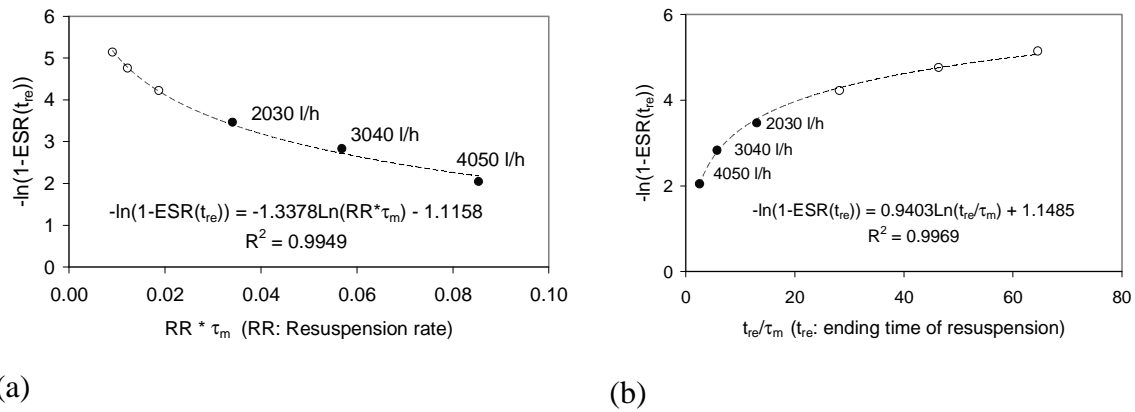 6
5
4
3
2
1
0
-ln(1-ESR(tre))
2030 l/h
3040 l/h
4050 l/h
-ln(1-ESR(tre)) = -1.3378Ln(RR*τm) - 1.1158
R2 = 0.9949
0.00 0.02 0.04 0.06 0.08 0.10
RR * τm (RR: Resuspension rate)
(a)
6
4
2
0
-ln(1-ESR(tre))
2030 l/h
3040 l/h
4050 l/h
-ln(1-ESR(tre)) = 0.9403Ln(tre/τm) + 1.1485
R2 = 0.9969
0 20 40 60 80
tre/τm (tre: ending time of resuspension)
(b)